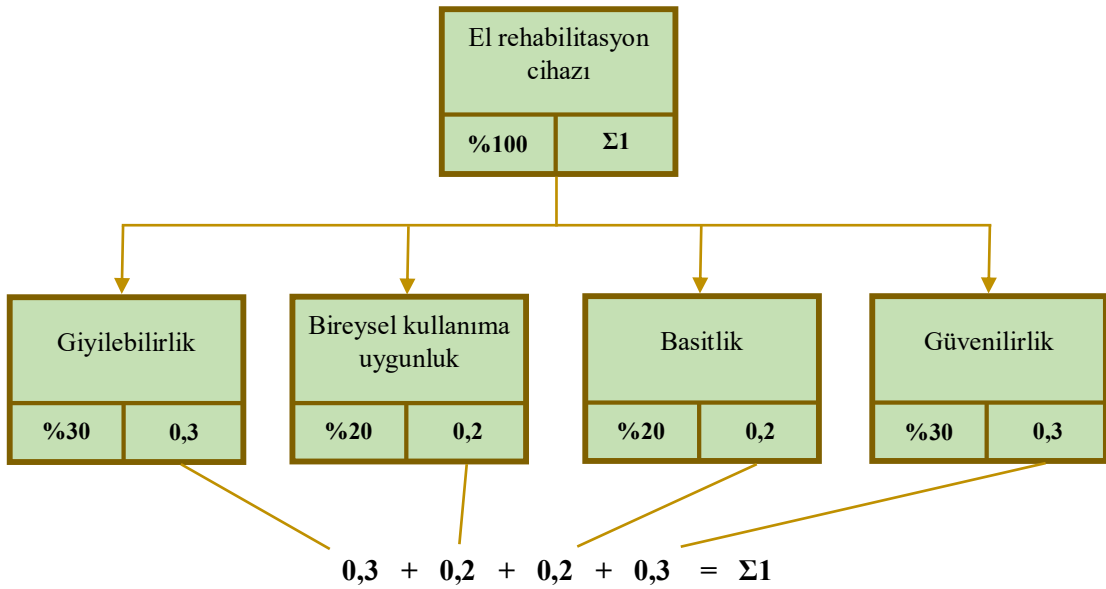 El rehabilitasyon
cihazı
%100 Σ1
Giyilebilirlik
%30 0,3
Bireysel kullanıma
uygunluk
%20 0,2
Basitlik
%20 0,2
Güvenilirlik
%30 0,3
0,3 + 0,2 + 0,2 + 0,3 = Σ1